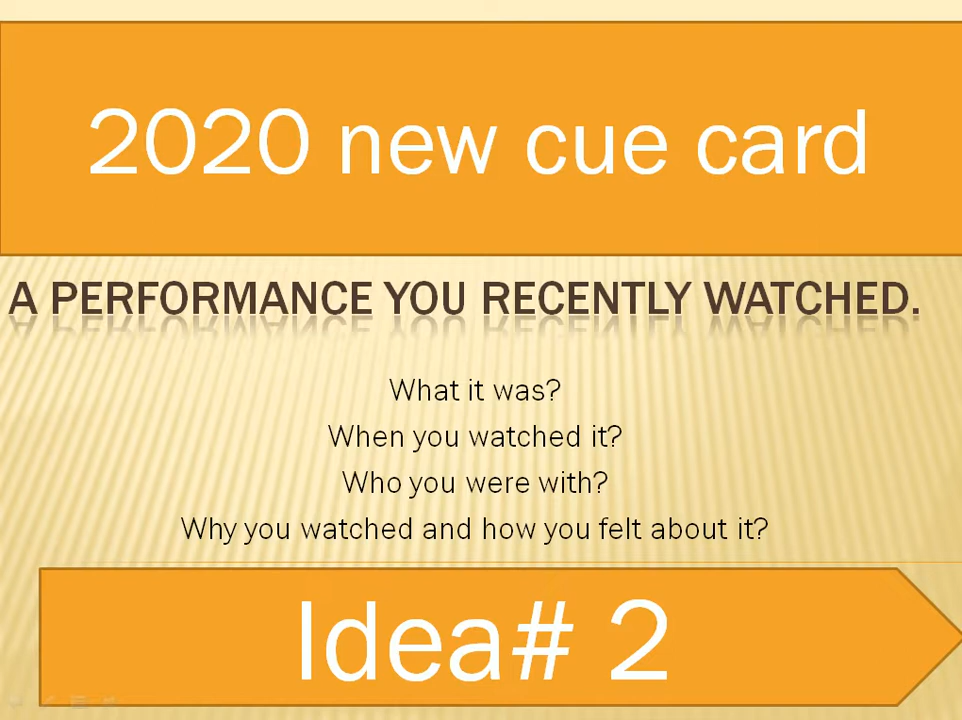 2020 new cue card
A PERFORMANCE YOU RECENTLY WATCHED.
What it was?
When you watched it?
Who you were with?
Why you watched and how you felt about it?
Idea# 2